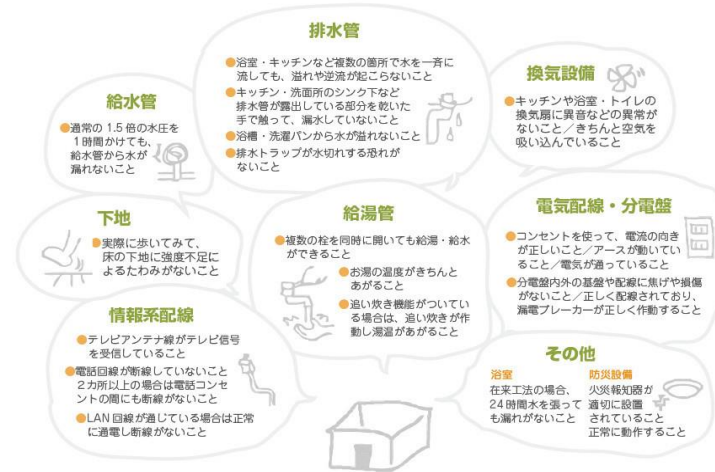 排水管
●浴室・キッチンなど複数の箇所で水を一斉に
流しても、溢れや逆流が起こらないこと
●キッチン・洗面所のシンク下など
排水管が露出している部分を乾いた
手で触って、漏水していないこと
●浴槽・洗濯パンから水が溢れないこと
●排水トラップが水切れする恐れが
ないこと
換気設備
●キッチンや浴室・トイレの
換気扇に異音などの異常が
ないこと／きちんと空気を
吸い込んでいること
給水管
●通常の1.5倍の水圧を
1時間かけても、
給水管から水が
漏れないこと
下地
●実際に歩いてみて、
床の下地に強度不足に
よるたわみがないこと
給湯管
●複数の栓を同時に開いても給湯・給水
ができること
●お湯の温度がきちんと
あがること
●追い炊き機能がついてい
る場合は、追い炊きが作
動し湯温があがること
電気配線・分電盤
●コンセントを使って、電流の向き
が正しいこと／アースが動いてい
ること／電気が通っていること
●分電盤内外の基盤や配線に焦げや損傷
がないこと／正しく配線されており、
漏電ブレーカーが正しく作動すること
情報系配線
●テレビアンテナ線がテレビ信号
を受信していること
●電話回線が断線していないこと
2カ所以上の場合は電話コンセ
ントの間にも断線がないこと
●LAN回線が通じている場合は正常
に通電し断線がないこと
その他
浴室
在来工法の場合、
24時間水を張って
も漏れがないこと
防災設備
火災報知器が
適切に設置
されていること
正常に動作すること